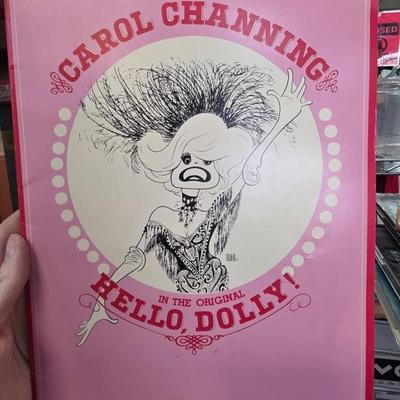 CAROL CHANNING
IN THE ORIGINAL
HELLO, DOLLY!